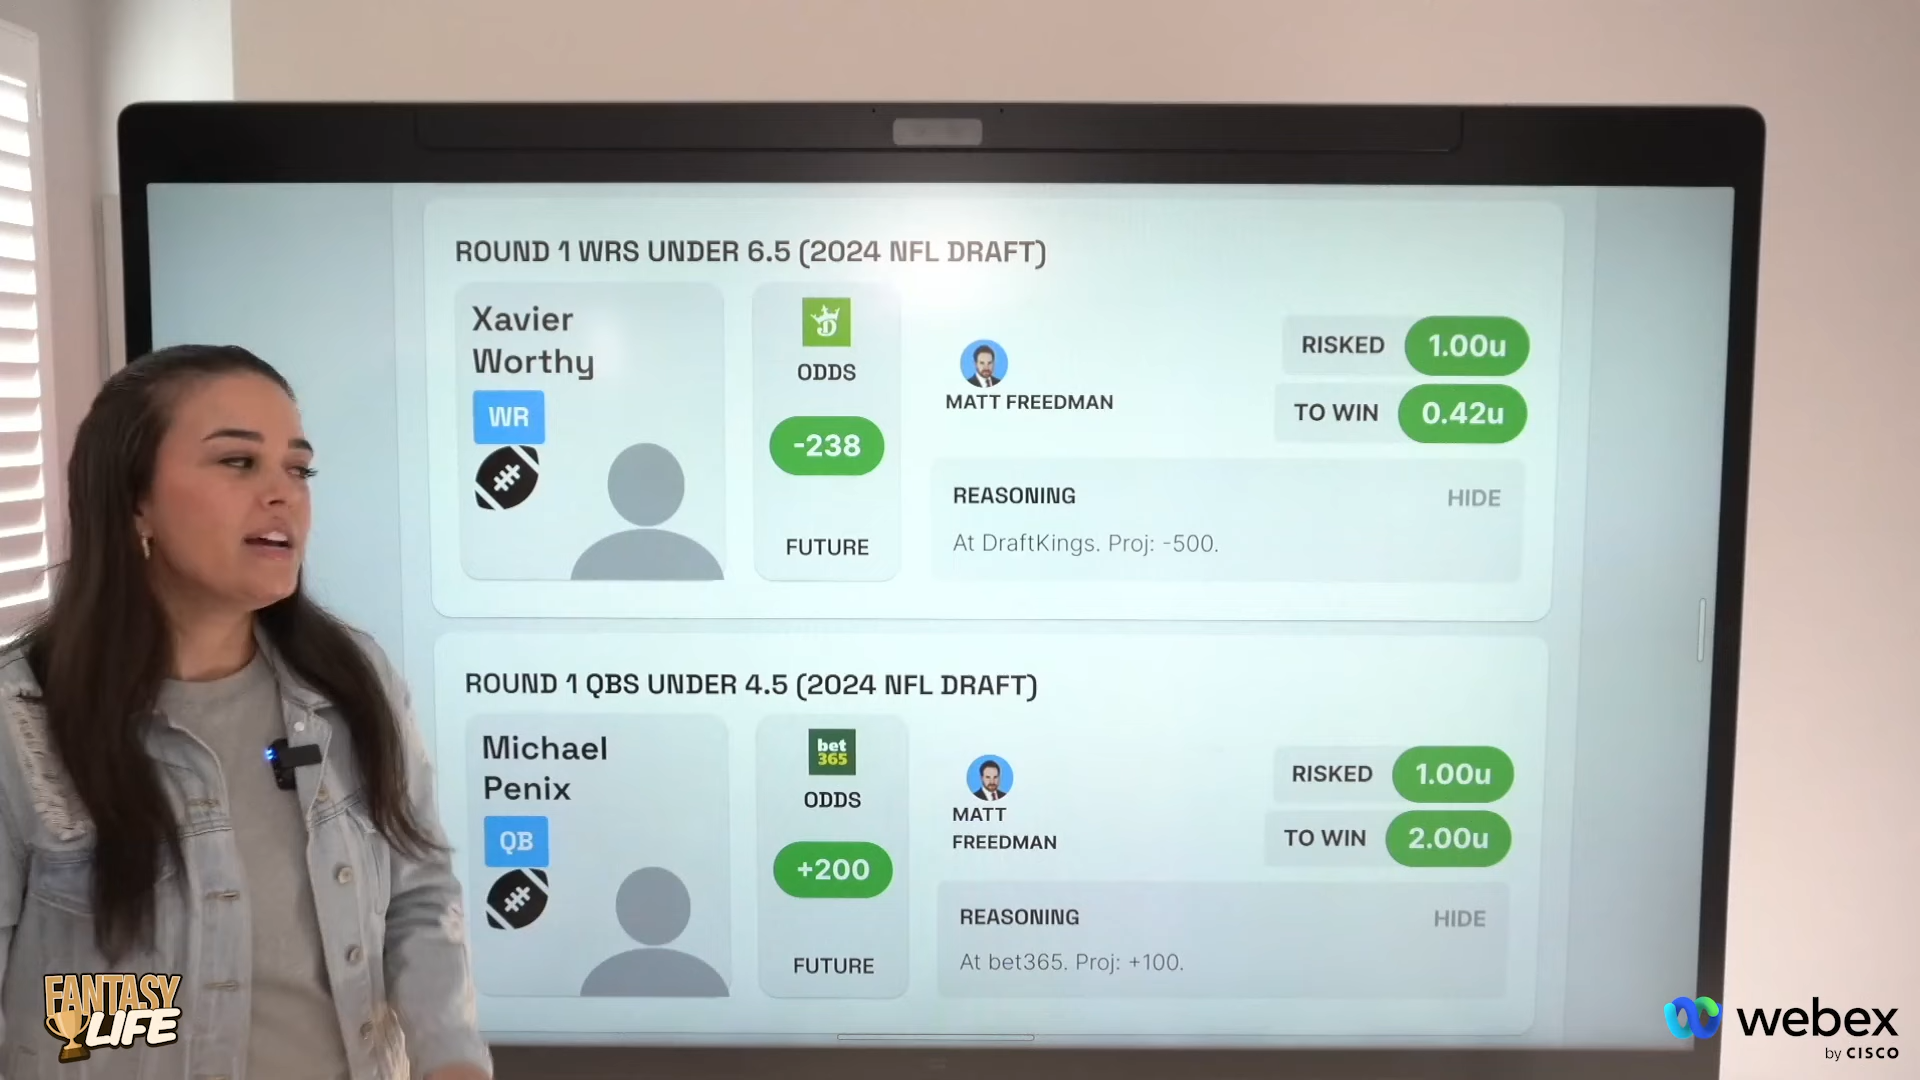 ROUND 1 WRS UNDER 6.5 (2024 NFL DRAFT)
Xavier
Worthy
WR
ODDS
-238
FUTURE
MATT FREEDMAN
RISKED 1.00u
TO WIN 0.42u
REASONING
HIDE
At DraftKings. Proj: -500.
ROUND 1 QBS UNDER 4.5 (2024 NFL DRAFT)
Michael
Penix
QB
bet
365
ODDS
+200
FUTURE
MATT
FREEDMAN
RISKED 1.00u
TO WIN 2.00u
REASONING
HIDE
At bet365. Proj: +100.
FANTASY
LIFE
webex
by CISCO